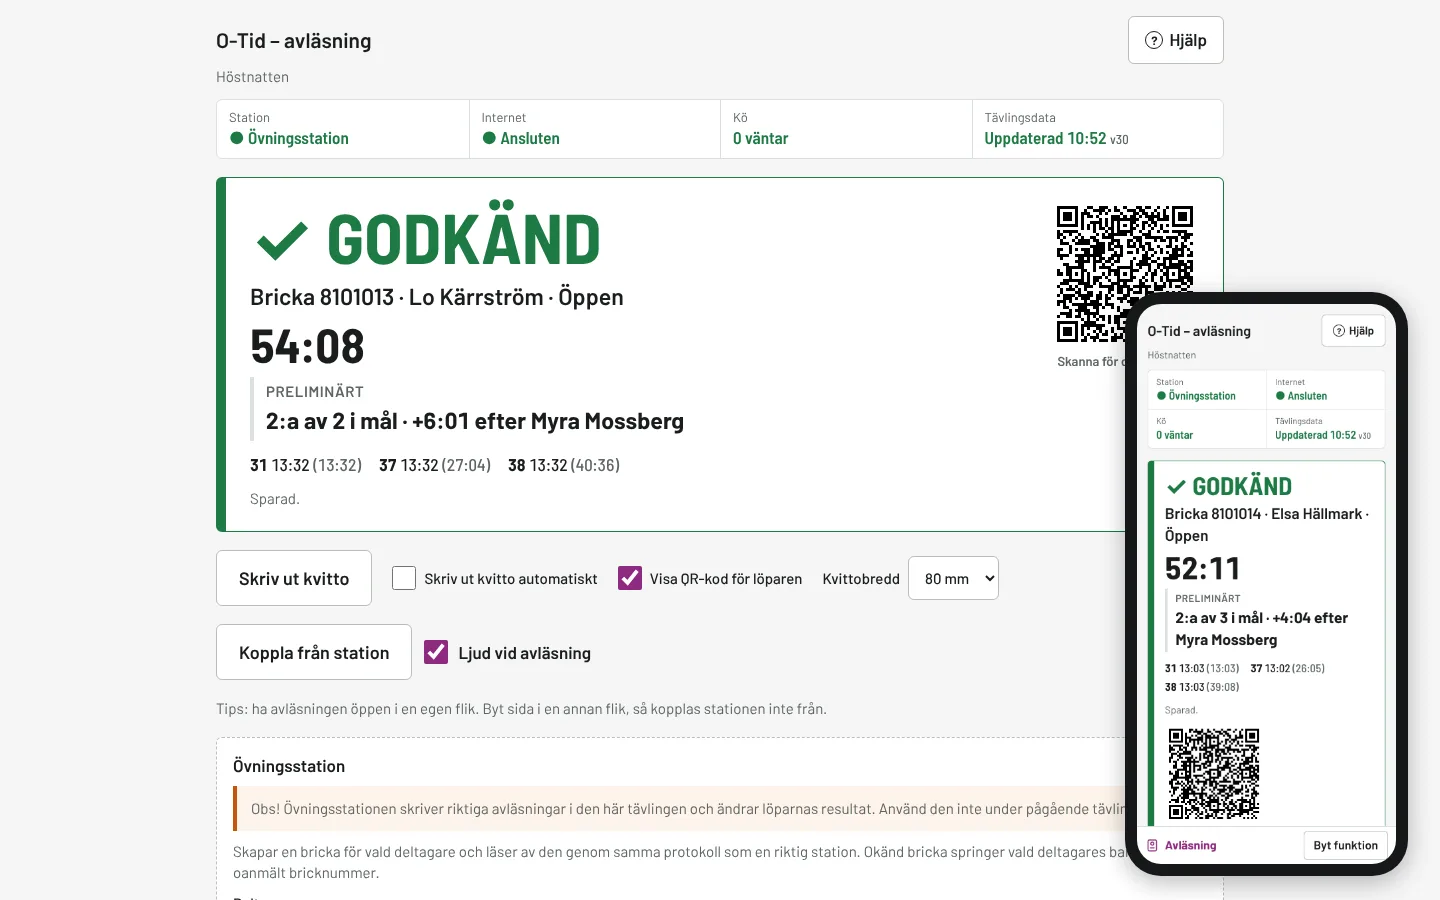 O-Tid – avläsning
Hjälp
Höstnatten
Station
Övningsstation
Internet
Ansluten
Kö
0 väntar
Tävlingsdata
Uppdaterad 10:52 v30
GODKÄND
Bricka 8101013 · Lo Kärrström · Öppen
54:08
PRELIMINÄRT
2:a av 2 i mål · +6:01 efter Myra Mossberg
31 13:32 (13:32) 37 13:32 (27:04) 38 13:32 (40:36)
Sparad.
Skanna för
Skriv ut kvitto
Skriv ut kvitto automatiskt
Visa QR-kod för löparen
Kvittobredd
80 mm
Koppla från station
Ljud vid avläsning
Tips: ha avläsningen öppen i en egen flik. Byt sida i en annan flik, så kopplas stationen inte från.
Övningsstation
Obs! Övningsstationen skriver riktiga avläsningar i den här tävlingen och ändrar löparnas resultat. Använd den inte under pågående
Skapar en bricka för vald deltagare och läser av den genom samma protokoll som en riktig station. Okänd bricka springer vald deltagares
oanmält bricknummer.
O-Tid – avläsning
Hjälp
Höstnatten
Station
Övningsstation
Internet
Ansluten
Kö
0 väntar
Tävlingsdata
Uppdaterad 10:52 v30
GODKÄND
Bricka 8101014 · Elsa Hällmark ·
Öppen
52:11
PRELIMINÄRT
2:a av 3 i mål · +4:04 efter
Myra Mossberg
31 13:03 (13:03) 37 13:02 (26:05)
38 13:03 (39:08)
Sparad.
Avläsning
Byt funktion